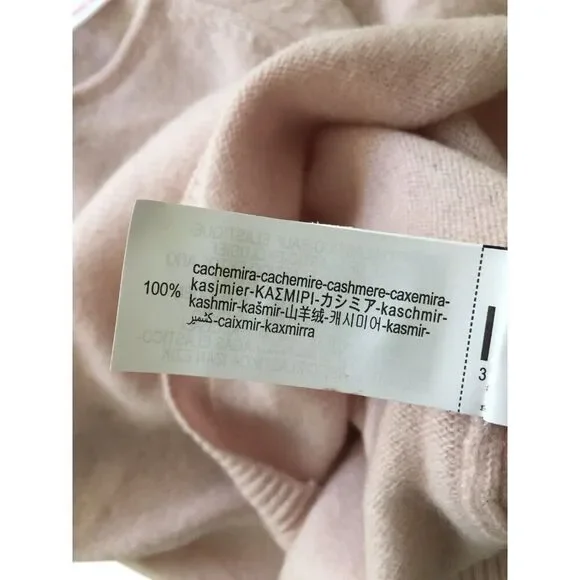 100%
cachemira-cachemire-cashmere-caxemira-
kasjmier-ΚΑΣΜΙΡΙ-カシミア-kaschmir-
kashmir-kašmir-山羊绒-캐시미어-kasmir-
كشمير-caixmir-kaxmirra
3